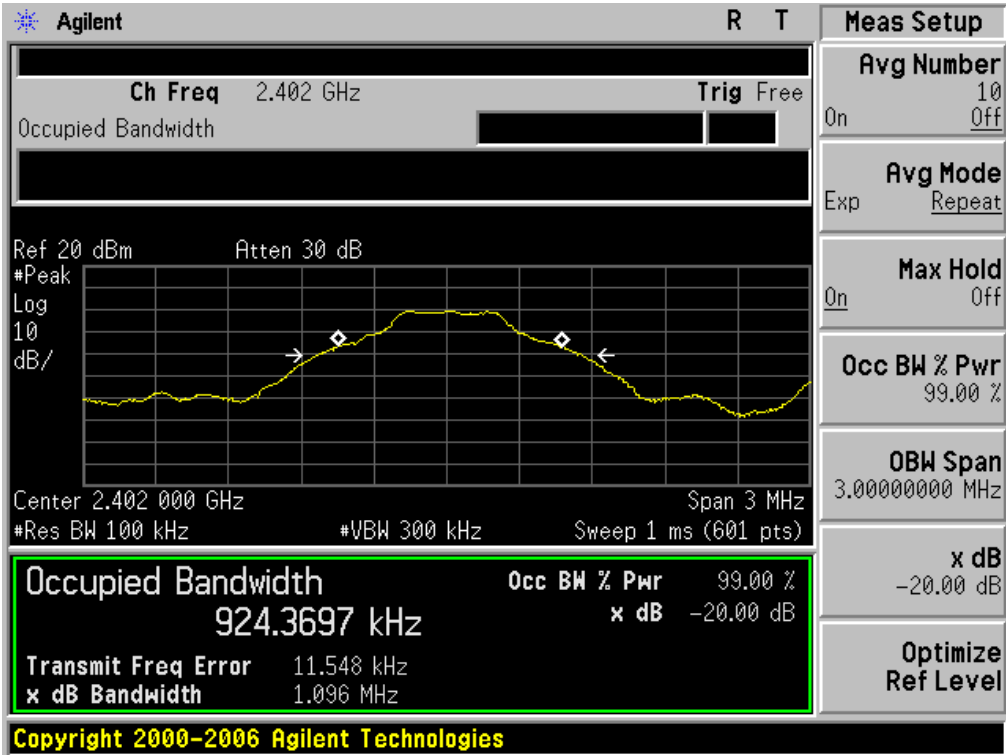 Agilent R T
Ch Freq 2.402 GHz Trig Free
Occupied Bandwidth
Ref 20 dBm Atten 30 dB
#Peak
Log
10
dB/
Center 2.402 000 GHz Span 3 MHz
#Res BW 100 kHz #VBW 300 kHz Sweep 1 ms (601 pts)
Occupied Bandwidth Occ BW % Pwr 99.00 %
924.3697 kHz x dB -20.00 dB
Transmit Freq Error 11.548 kHz
x dB Bandwidth 1.096 MHz
Copyright 2000-2006 Agilent Technologies
Meas Setup
Avg Number
10
On Off
Avg Mode
Exp Repeat
Max Hold
On Off
Occ BW % Pwr
99.00 %
OBW Span
3.00000000 MHz
x dB
-20.00 dB
Optimize
Ref Level